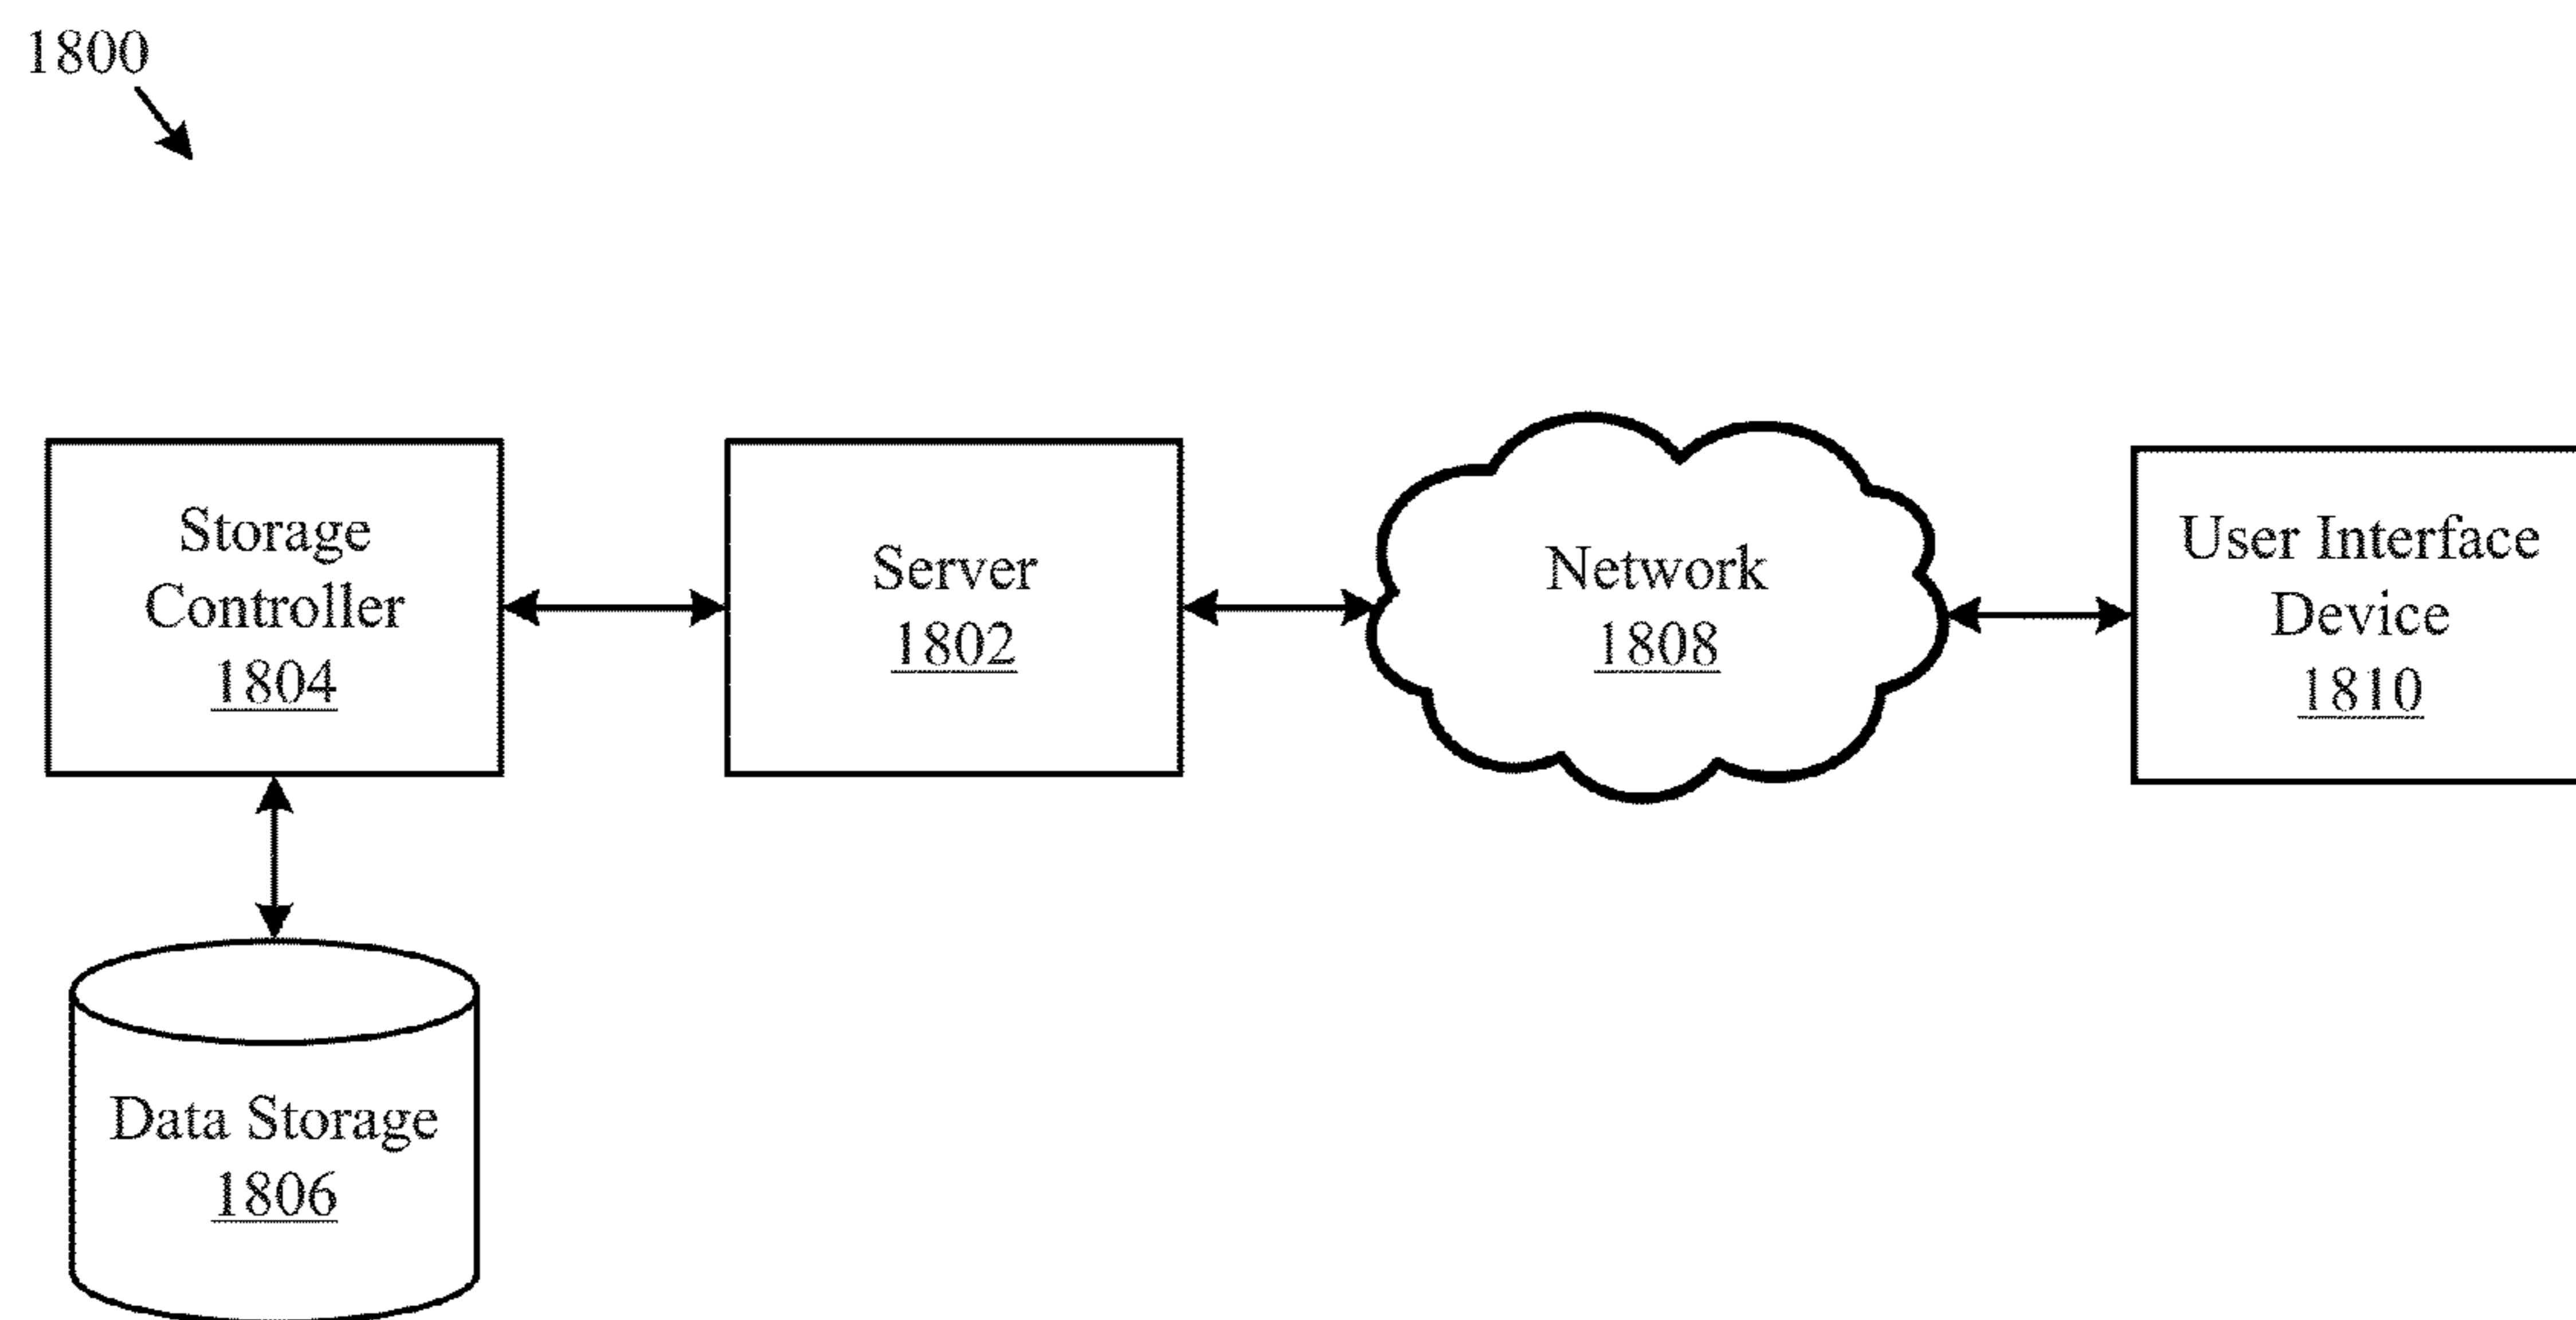 1800
Storage
Controller
1804
Server
1802
Network
1808
User Interface
Device
1810
Data Storage
1806